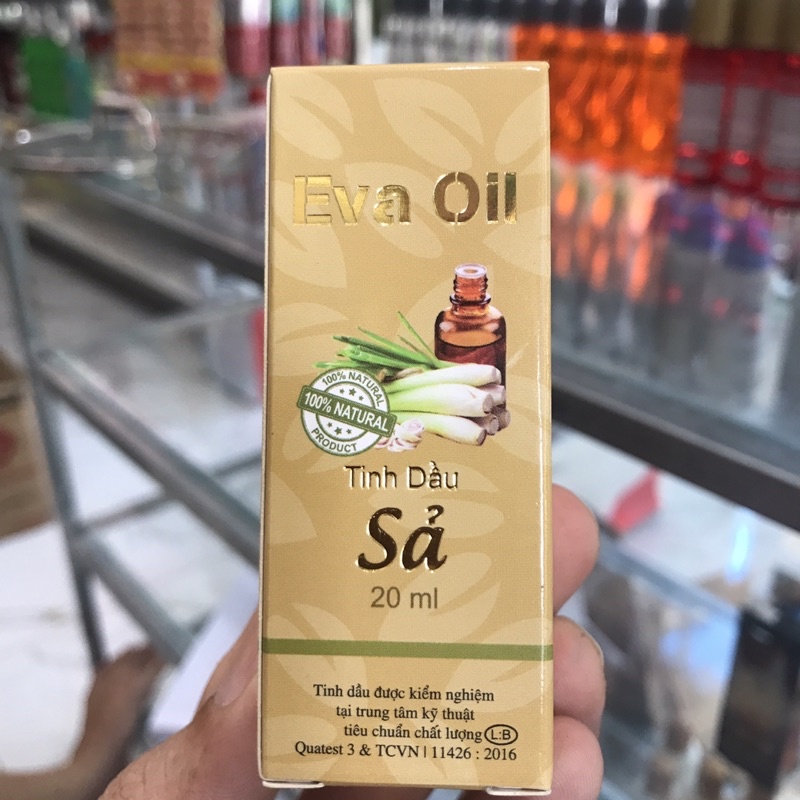 Eva Oil
100% NATURAL
100% NATURAL
PRODUCT
Tinh Dầu
Sả
20 ml
Tinh dầu được kiểm nghiệm
tại trung tâm kỹ thuật
tiêu chuẩn chất lượng L:B
Quatest 3 & TCVN | 11426 : 2016